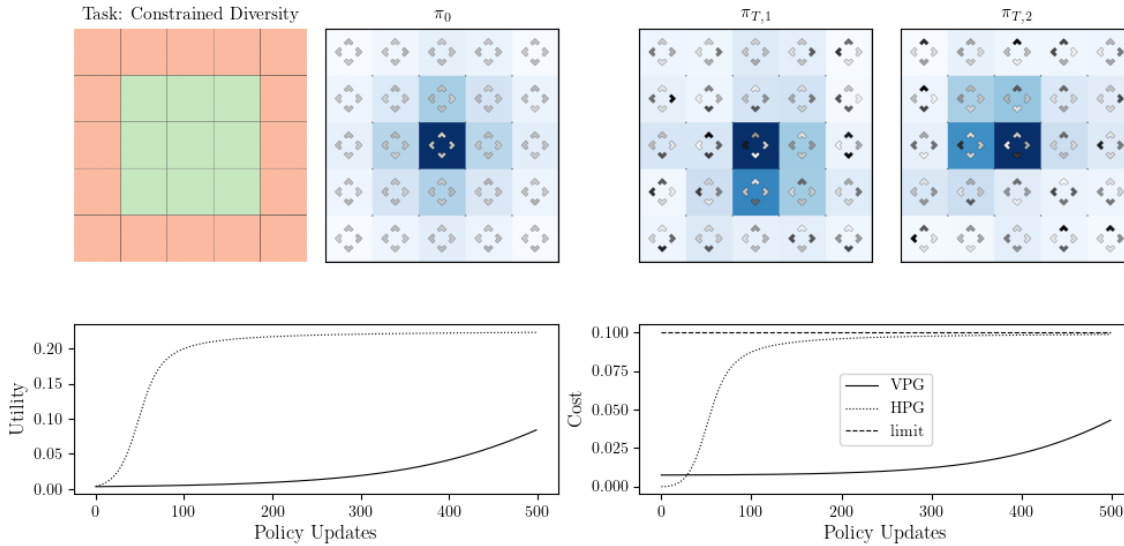 Task: Constrained Diversity
π0
πT,1
πT,2
Utility
0.20
0.15
0.10
0.05
0.00
0
100
200
300
400
500
Policy Updates
Cost
0.100
0.075
0.050
0.025
0.000
VPG
HPG
limit
0
100
200
300
400
500
Policy Updates